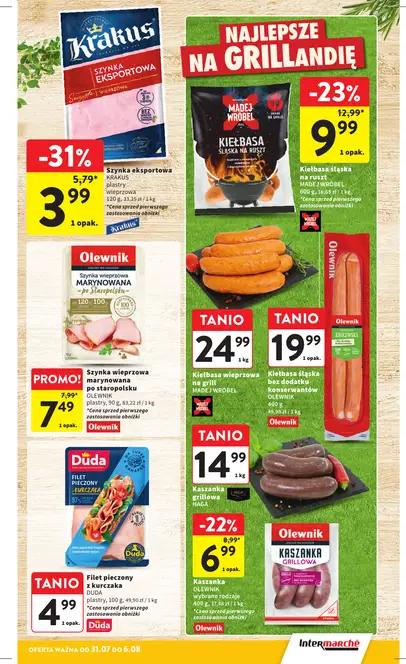 NAJLEPSZE
NA GRILLANDIĘ
Krakus
SZYNKA
EKSPORTOWA
-31%
5,79*
3 99
1 opak.
Szynka eksportowa
KRAKUS
plastry
wieprzowa
120 g, 33,25 zł / 1 kg
*Cena sprzed pierwszego
zastosowania obniżki
Krakus
MADEJ
WRÓBEL
KIEŁBASA
ŚLĄSKA NA RUSZT
-23%
12,99*
9 99
1 opak.
Kiełbasa śląska
na ruszt
MADEJ WRÓBEL
600 g, 16,65 zł / 1 kg
*Cena sprzed pierwszego
zastosowania obniżki
Olewnik
Szynka wieprzowa
MARYNOWANA
po staropolsku
120
100
PROMO!
7,99*
7 49
1 opak.
Szynka wieprzowa
marynowana
po staropolsku
OLEWNIK
plastry, 90 g, 83,22 zł / 1 kg
*Cena sprzed pierwszego
zastosowania obniżki
Olewnik
TANIO
24 99
1 kg
Kiełbasa wieprzowa
na grill
MADEJ WRÓBEL
TANIO
19 99
1 opak.
Kiełbasa śląska
bez dodatku
konserwantów
OLEWNIK
400 g
49,98 zł / 1 kg
Olewnik
Olewnik
Duda
FILET
PIECZONY
Z KURCZAKA
Duda
TANIO
4 99
1 opak.
Filet pieczony
z kurczaka
DUDA
plastry, 100 g, 49,90 zł / 1 kg
*Cena sprzed pierwszego
zastosowania obniżki
Duda
TANIO
14 99
1 kg
Kaszanka
grillowa
HAGA
-22%
8,99*
6 99
1 opak.
Kaszanka
OLEWNIK
wybrane rodzaje
400 g, 17,48 zł / 1 kg
*Cena sprzed pierwszego
zastosowania obniżki
Olewnik
KASZANKA
GRILLOWA
OFERTA WAŻNA OD 31.07 DO 6.08
Intermarché